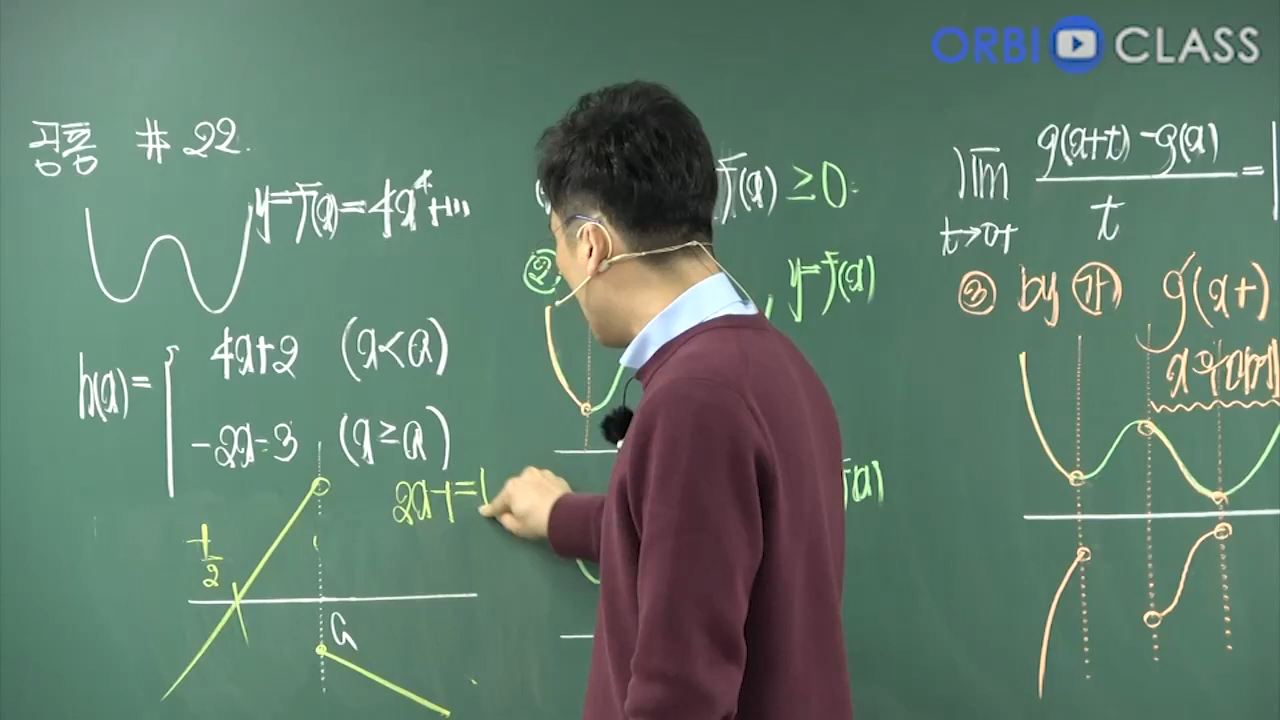 ORBI CLASS
공통 #22.
y=f(x)=4x⁴+...
h(x)= 4x+2 (x<a)
-2x-3 (x≥a)
2x+1=1
-1/2
a
f(x) ≥0
②
y=f(x)
f(x)
lim t→0+ g(x+t)-g(x) / t = |
③ by ㉮ g(x+)